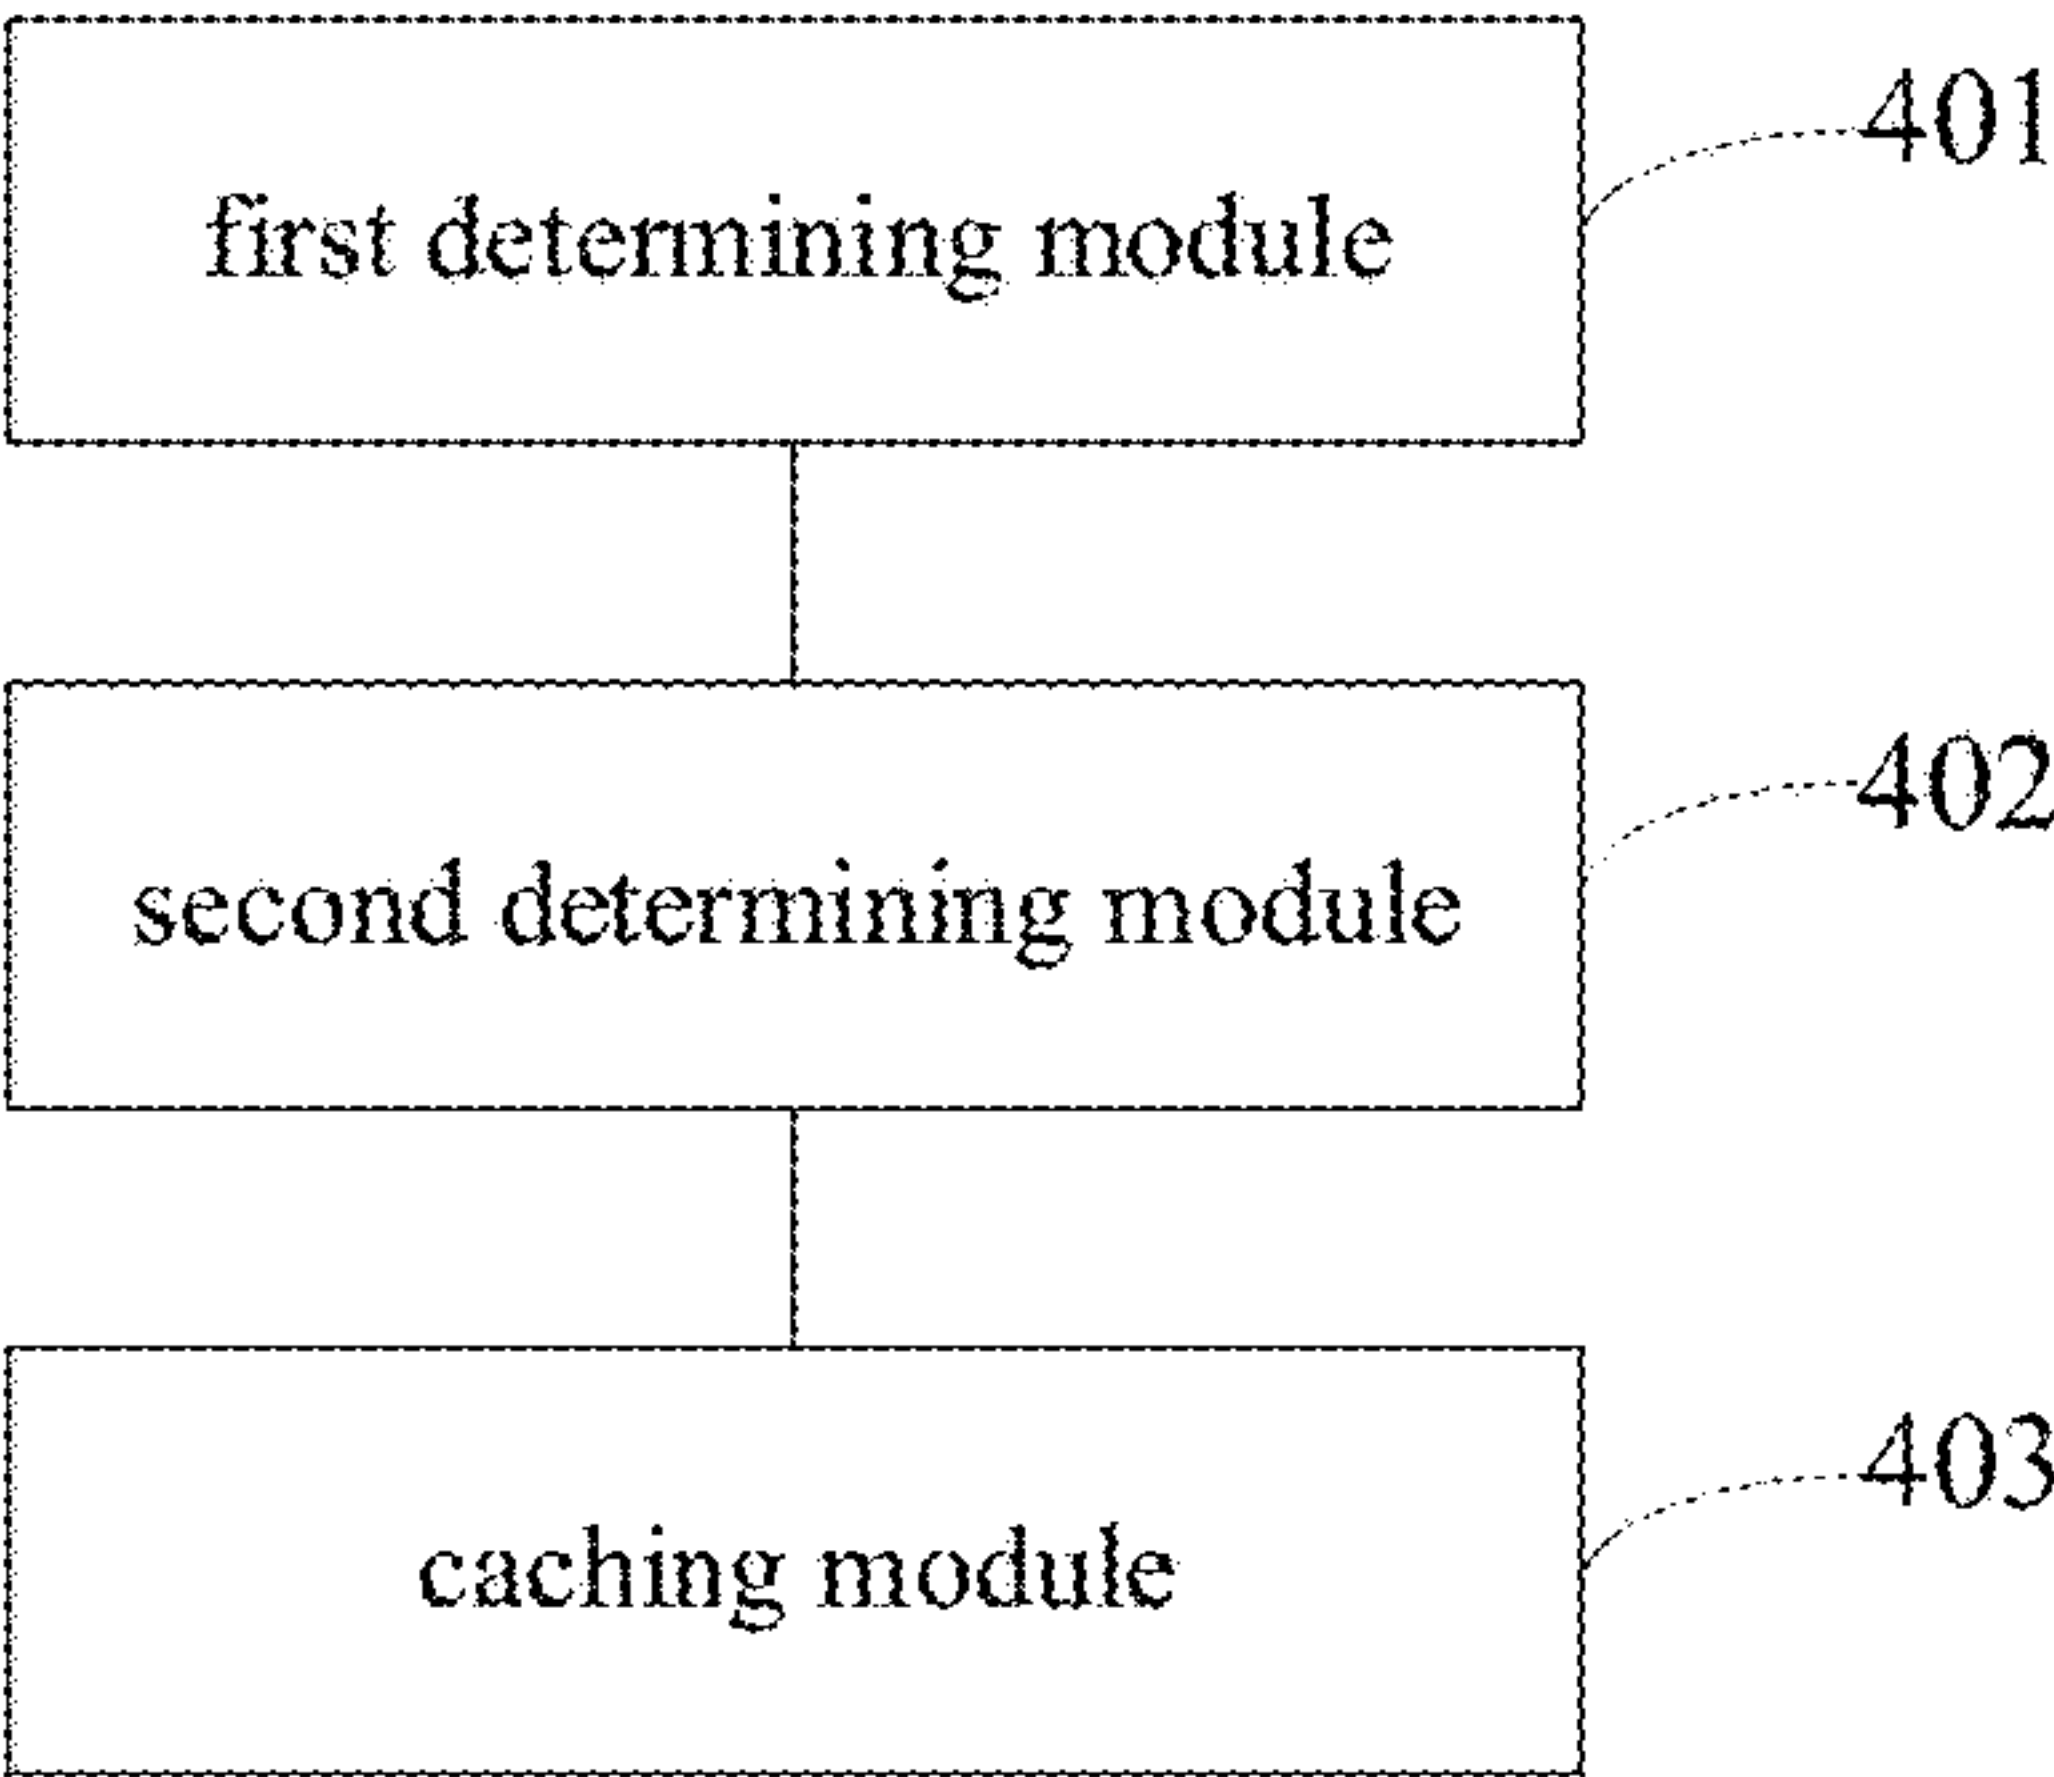 401
first determining module
402
second determining module
403
caching module